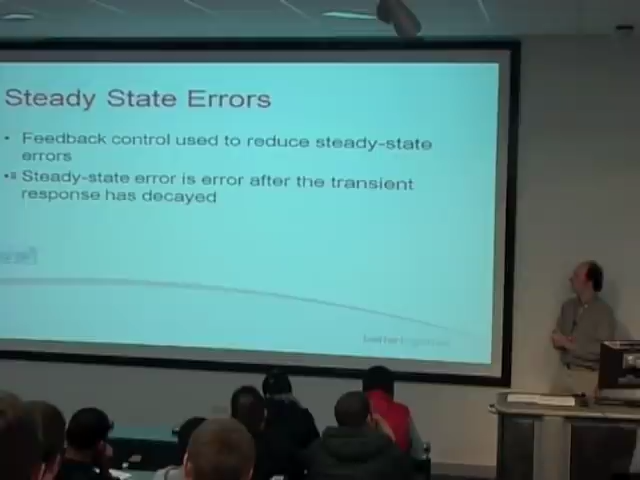 Steady State Errors
• Feedback control used to reduce steady-state
errors
• Steady-state error is error after the transient
response has decayed